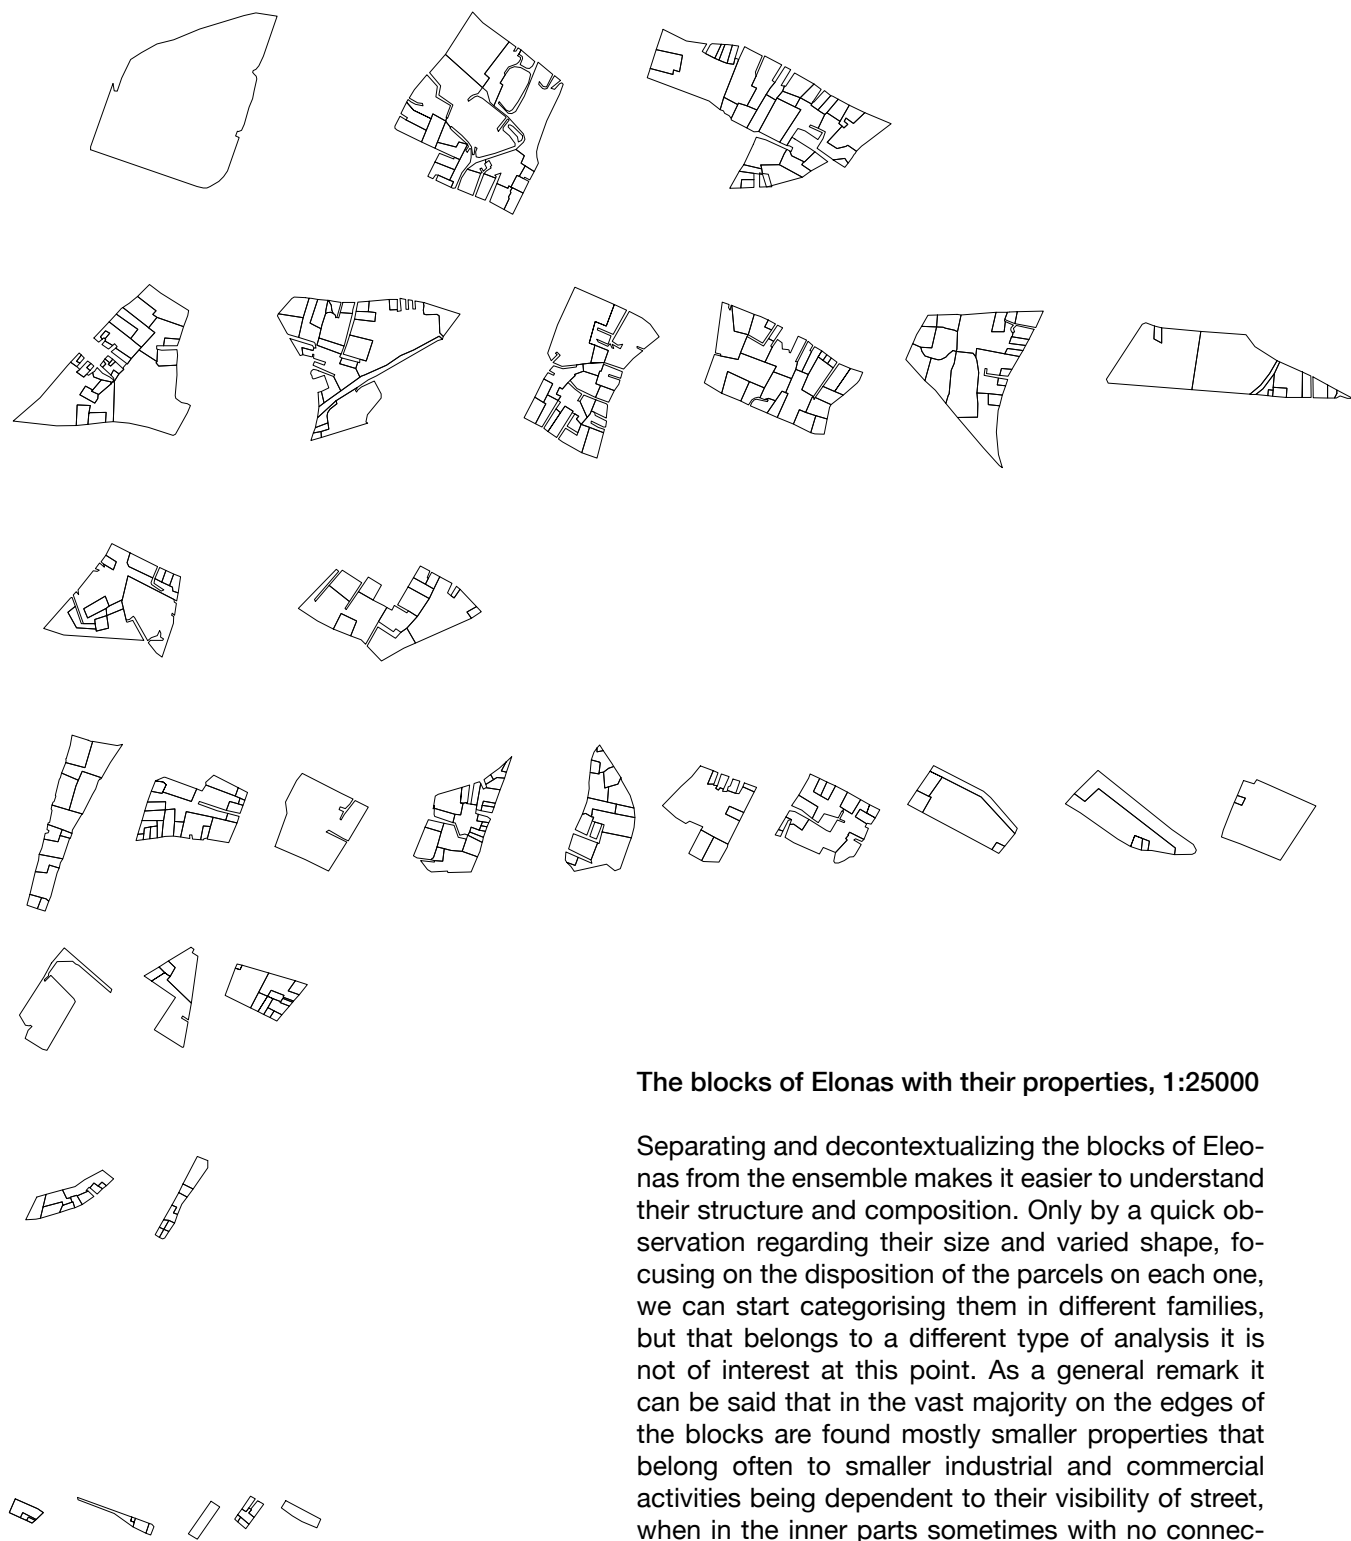 The blocks of Elonas with their properties, 1:25000
Separating and decontextualizing the blocks of Eleo-
nas from the ensemble makes it easier to understand
their structure and composition. Only by a quick ob-
servation regarding their size and varied shape, fo-
cusing on the disposition of the parcels on each one,
we can start categorising them in different families,
but that belongs to a different type of analysis it is
not of interest at this point. As a general remark it
can be said that in the vast majority on the edges of
the blocks are found mostly smaller properties that
belong often to smaller industrial and commercial
activities being dependent to their visibility of street,
when in the inner parts sometimes with no connec-